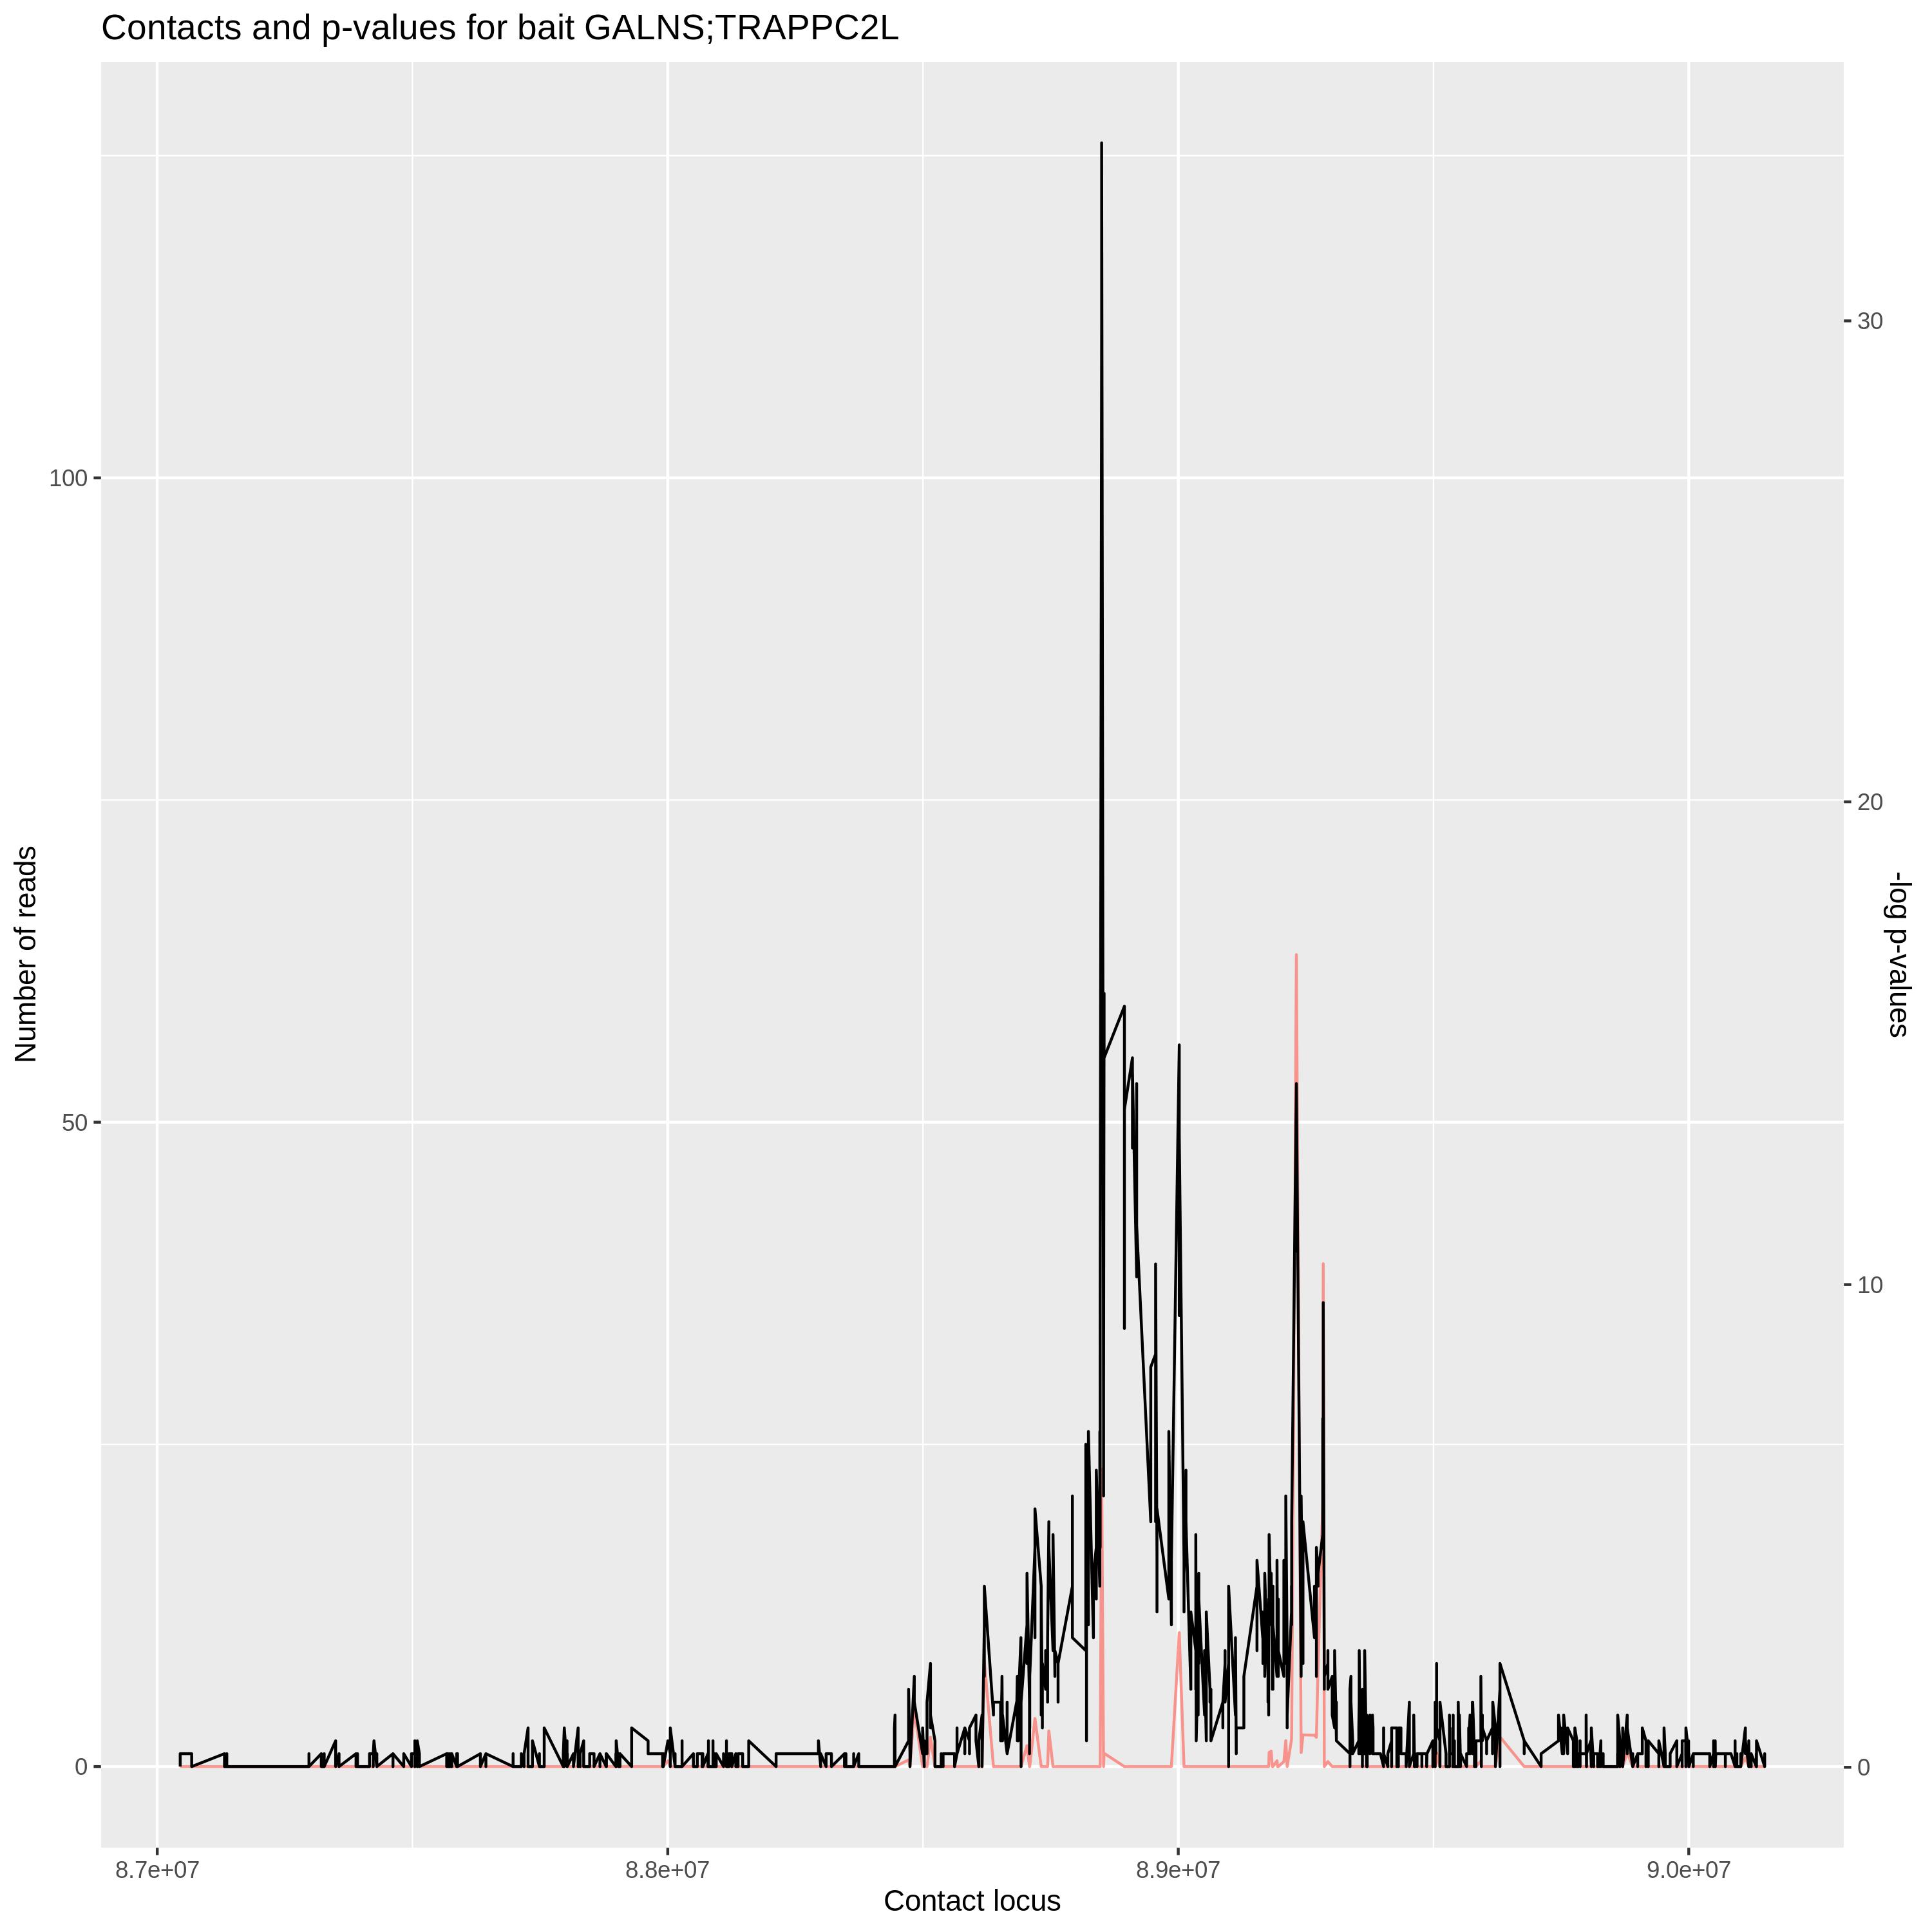 Contacts and p-values for bait GALNS;TRAPPC2L
100
50
0
Number of reads
30
20
10
0
-log p-values
8.7e+07
8.8e+07
8.9e+07
9.0e+07
Contact locus